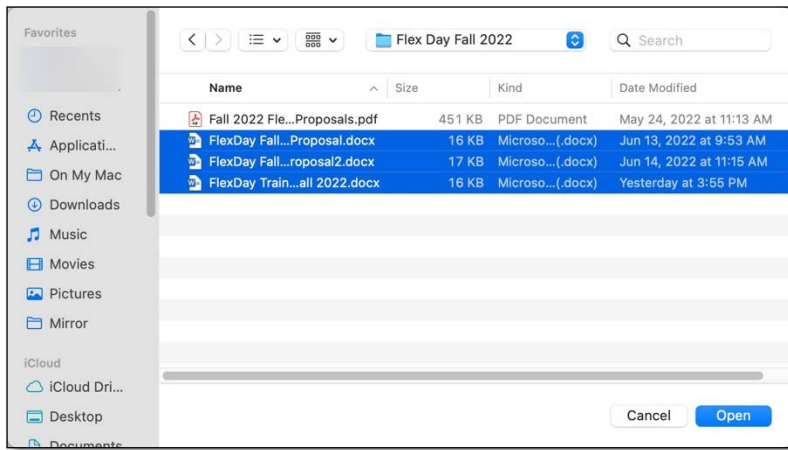 Favorites
Recents
Applicati...
On My Mac
Downloads
Music
Movies
Pictures
Mirror
iCloud
iCloud Dri...
Desktop
Documents
Flex Day Fall 2022
Search
Name Size Kind Date Modified
Fall 2022 Fle...Proposals.pdf 451 KB PDF Document May 24, 2022 at 11:13 AM
FlexDay Fall...Proposal.docx 16 KB Microso...(.docx) Jun 13, 2022 at 9:53 AM
FlexDay Fall...roposal2.docx 17 KB Microso...(.docx) Jun 14, 2022 at 11:15 AM
FlexDay Train...all 2022.docx 16 KB Microso...(.docx) Yesterday at 3:55 PM
Cancel Open